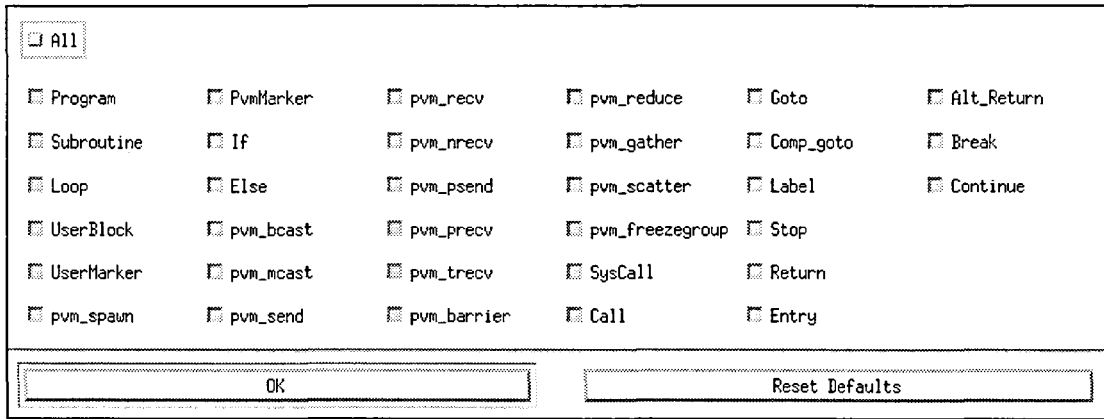 All
Program PvmMarker pvm_recv pvm_reduce Goto Alt_Return
Subroutine If pvm_nrecv pvm_gather Comp_goto Break
Loop Else pvm_psend pvm_scatter Label Continue
UserBlock pvm_bcast pvm_precv pvm_freezegroup Stop
UserMarker pvm_mcast pvm_trecv SysCall Return
pvm_spawn pvm_send pvm_barrier Call Entry
OK Reset Defaults